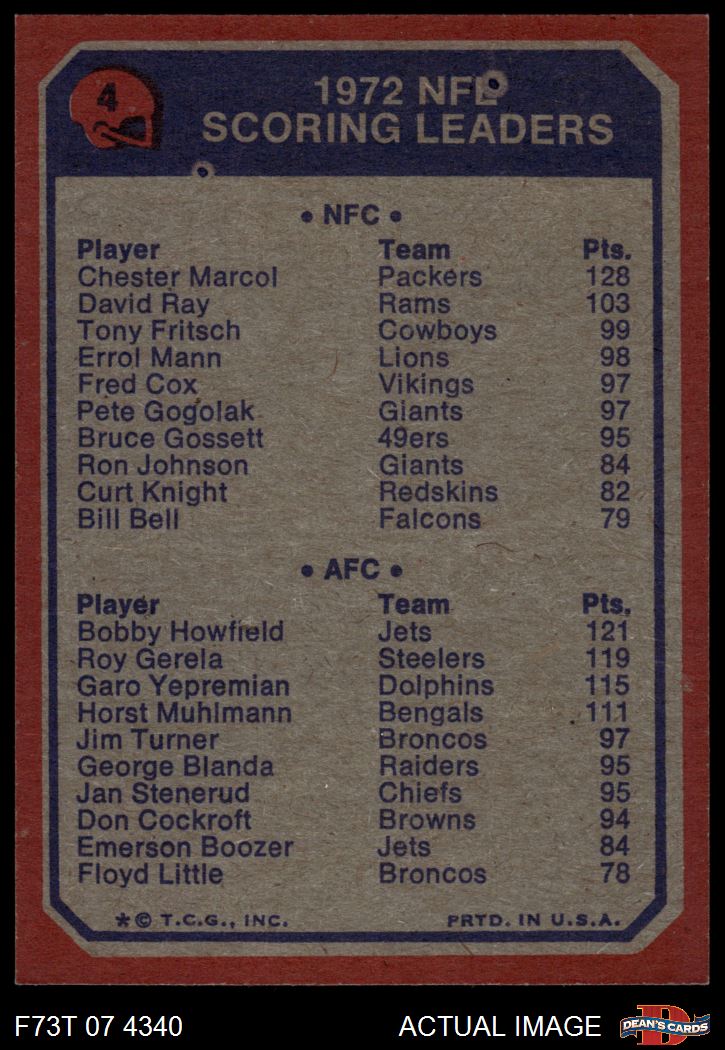 4
1972 NFL
SCORING LEADERS
• NFC •
Player Team Pts.
Chester Marcol Packers 128
David Ray Rams 103
Tony Fritsch Cowboys 99
Errol Mann Lions 98
Fred Cox Vikings 97
Pete Gogolak Giants 97
Bruce Gossett 49ers 95
Ron Johnson Giants 84
Curt Knight Redskins 82
Bill Bell Falcons 79
• AFC •
Player Team Pts.
Bobby Howfield Jets 121
Roy Gerela Steelers 119
Garo Yepremian Dolphins 115
Horst Muhlmann Bengals 111
Jim Turner Broncos 97
George Blanda Raiders 95
Jan Stenerud Chiefs 95
Don Cockroft Browns 94
Emerson Boozer Jets 84
Floyd Little Broncos 78
*© T.C.G., INC. PRTD. IN U.S.A.
F73T 07 4340 ACTUAL IMAGE D DEAN'S CARDS